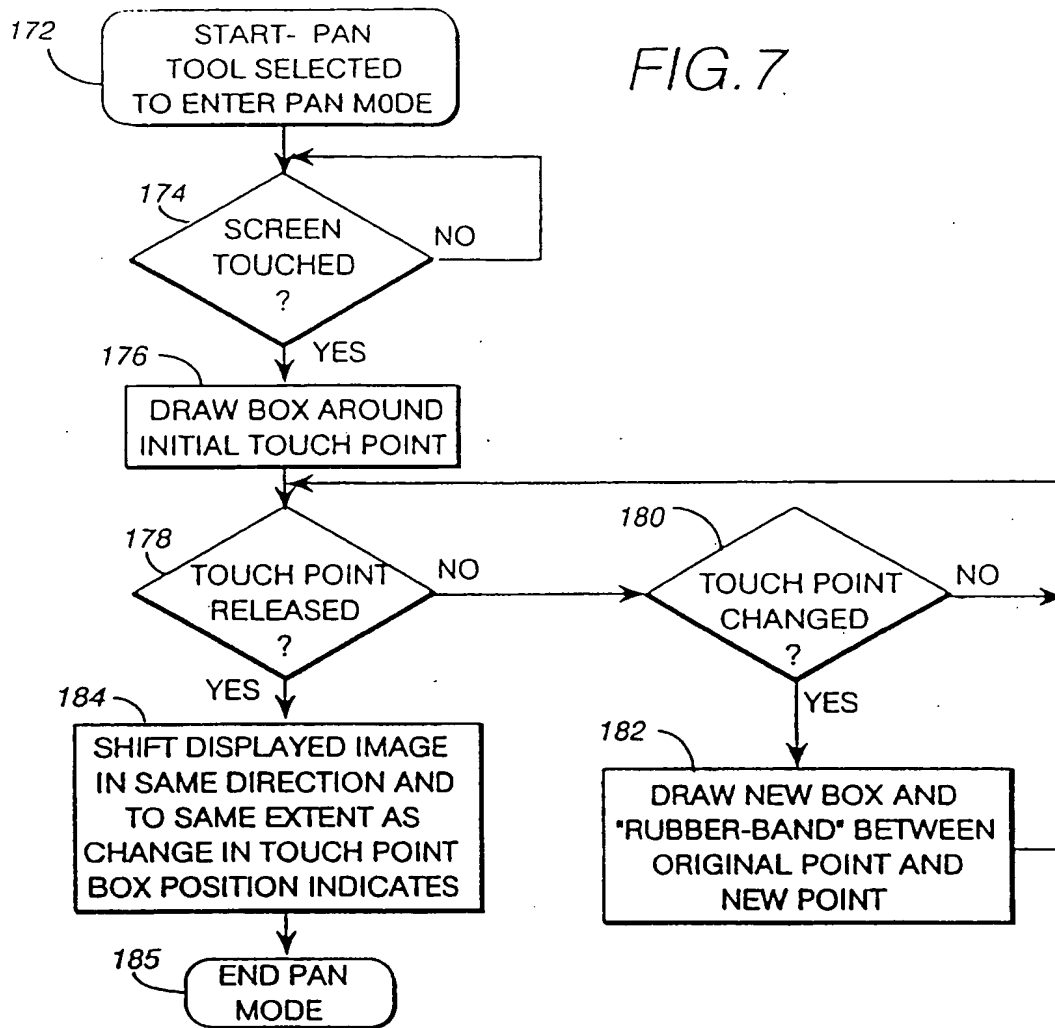 FIG.7
172
START- PAN
TOOL SELECTED
TO ENTER PAN MODE
174
SCREEN
TOUCHED
?
NO
YES
176
DRAW BOX AROUND
INITIAL TOUCH POINT
178
TOUCH POINT
RELEASED
?
NO
YES
180
TOUCH POINT
CHANGED
?
NO
YES
182
DRAW NEW BOX AND
"RUBBER-BAND" BETWEEN
ORIGINAL POINT AND
NEW POINT
184
SHIFT DISPLAYED IMAGE
IN SAME DIRECTION AND
TO SAME EXTENT AS
CHANGE IN TOUCH POINT
BOX POSITION INDICATES
185
END PAN
MODE